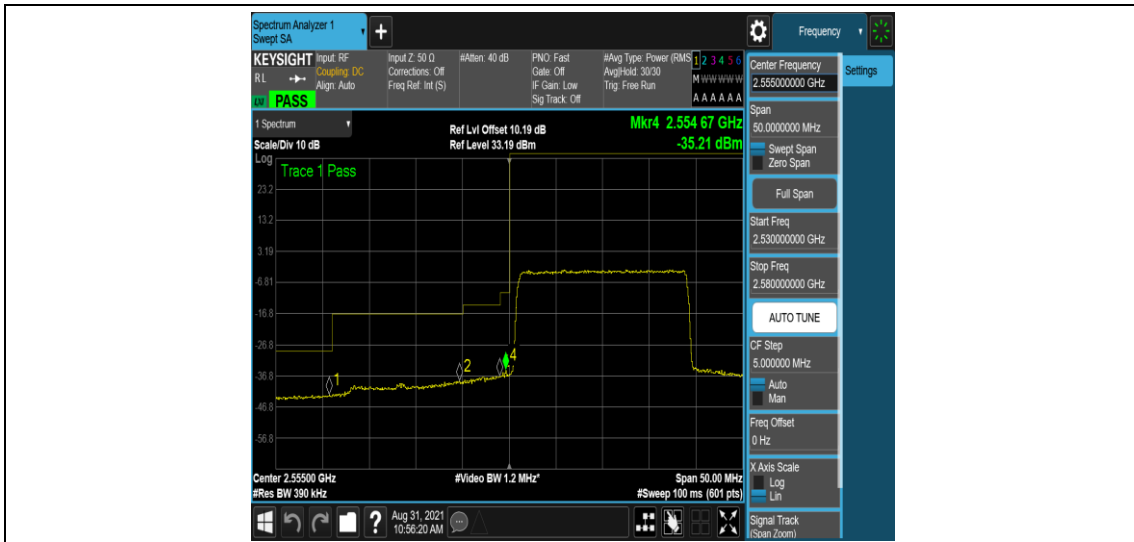 Spectrum Analyzer 1
Swept SA
+
Frequency
KEYSIGHT
RL
Input: RF
Coupling: DC
Align: Auto
Input Z: 50 Ω
Corrections: Off
Freq Ref: Int (S)
#Atten: 40 dB
PNO: Fast
Gate: Off
IF Gain: Low
Sig Track: Off
#Avg Type: Power (RMS
Avg|Hold: 30/30
Trig: Free Run
1 2 3 4 5 6
M W W W W W
A A A A A A
PASS
1 Spectrum
Scale/Div 10 dB
Ref Lvl Offset 10.19 dB
Ref Level 33.19 dBm
Mkr4 2.554 67 GHz
-35.21 dBm
Log
Trace 1 Pass
23.2
13.2
3.19
-6.81
-16.8
-26.8
-36.8
-46.8
-56.8
1
2
4
Center 2.55500 GHz
#Res BW 390 kHz
#Video BW 1.2 MHz*
Span 50.00 MHz
#Sweep 100 ms (601 pts)
?
Aug 31, 2021
10:56:20 AM
Center Frequency
2.555000000 GHz
Settings
Span
50.0000000 MHz
Swept Span
Zero Span
Full Span
Start Freq
2.530000000 GHz
Stop Freq
2.580000000 GHz
AUTO TUNE
CF Step
5.000000 MHz
Auto
Man
Freq Offset
0 Hz
X Axis Scale
Log
Lin
Signal Track
(Span Zoom)